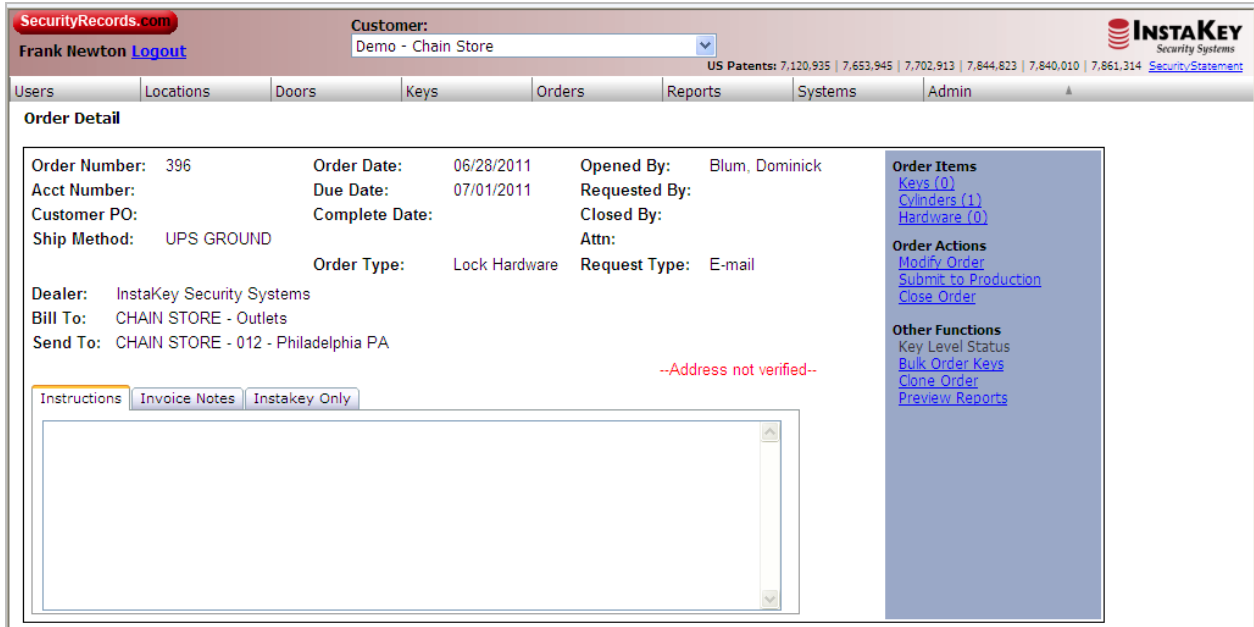 SecurityRecords.com
Frank Newton Logout
Customer:
Demo - Chain Store
INSTAKEY
Security Systems
US Patents: 7,120,935 | 7,653,945 | 7,702,913 | 7,844,823 | 7,840,010 | 7,861,314 SecurityStatement
Users Locations Doors Keys Orders Reports Systems Admin
Order Detail
Order Number: 396 Order Date: 06/28/2011 Opened By: Blum, Dominick
Acct Number: Due Date: 07/01/2011 Requested By:
Customer PO: Complete Date: Closed By:
Ship Method: UPS GROUND Attn:
Order Type: Lock Hardware Request Type: E-mail
Dealer: InstaKey Security Systems
Bill To: CHAIN STORE - Outlets
Send To: CHAIN STORE - 012 - Philadelphia PA
--Address not verified--
Instructions Invoice Notes Instakey Only
Order Items
Keys (0)
Cylinders (1)
Hardware (0)
Order Actions
Modify Order
Submit to Production
Close Order
Other Functions
Key Level Status
Bulk Order Keys
Clone Order
Preview Reports